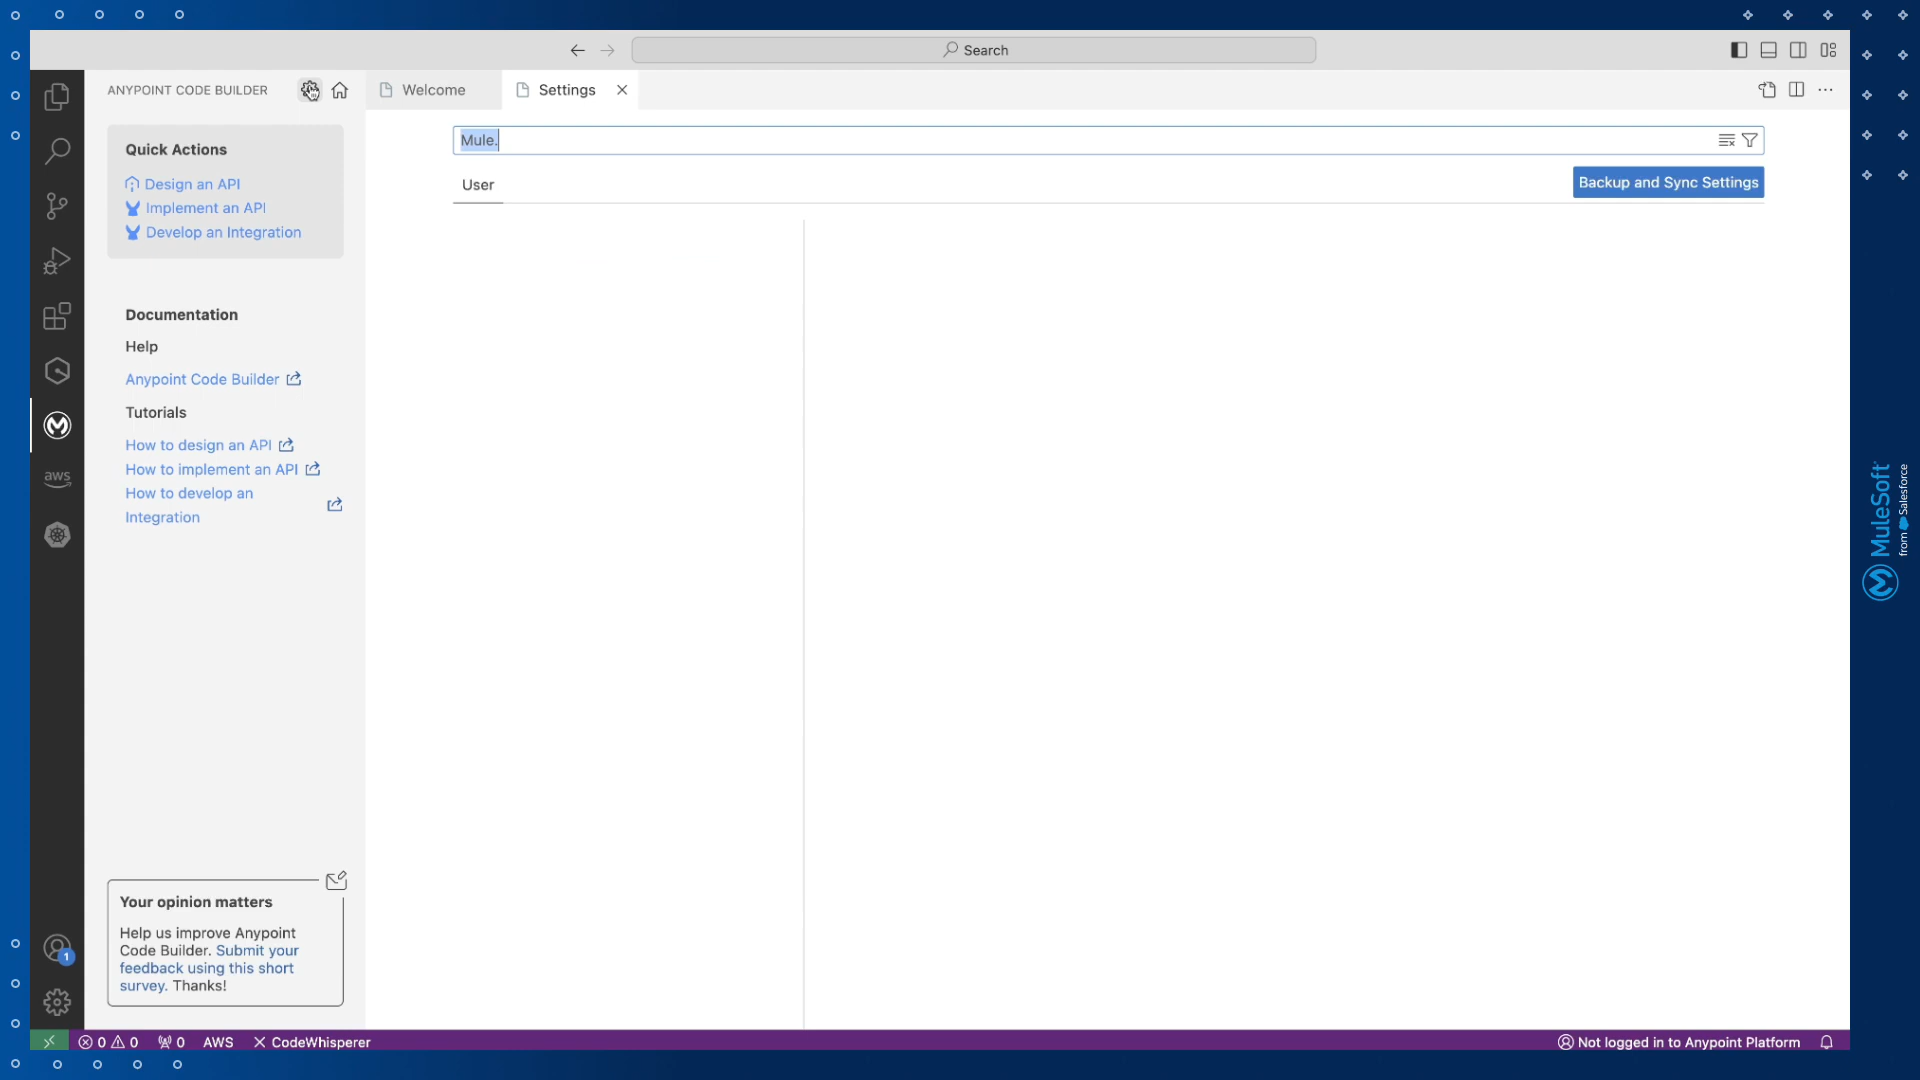 Search
ANYPOINT CODE BUILDER
Welcome
Settings
Quick Actions
Design an API
Implement an API
Develop an Integration
Documentation
Help
Anypoint Code Builder
Tutorials
How to design an API
How to implement an API
How to develop an
Integration
Mule.
User
Backup and Sync Settings
aws
Your opinion matters
Help us improve Anypoint
Code Builder. Submit your
feedback using this short
survey. Thanks!
1
0 0 0 AWS CodeWhisperer
Not logged in to Anypoint Platform
MuleSoft
from Salesforce